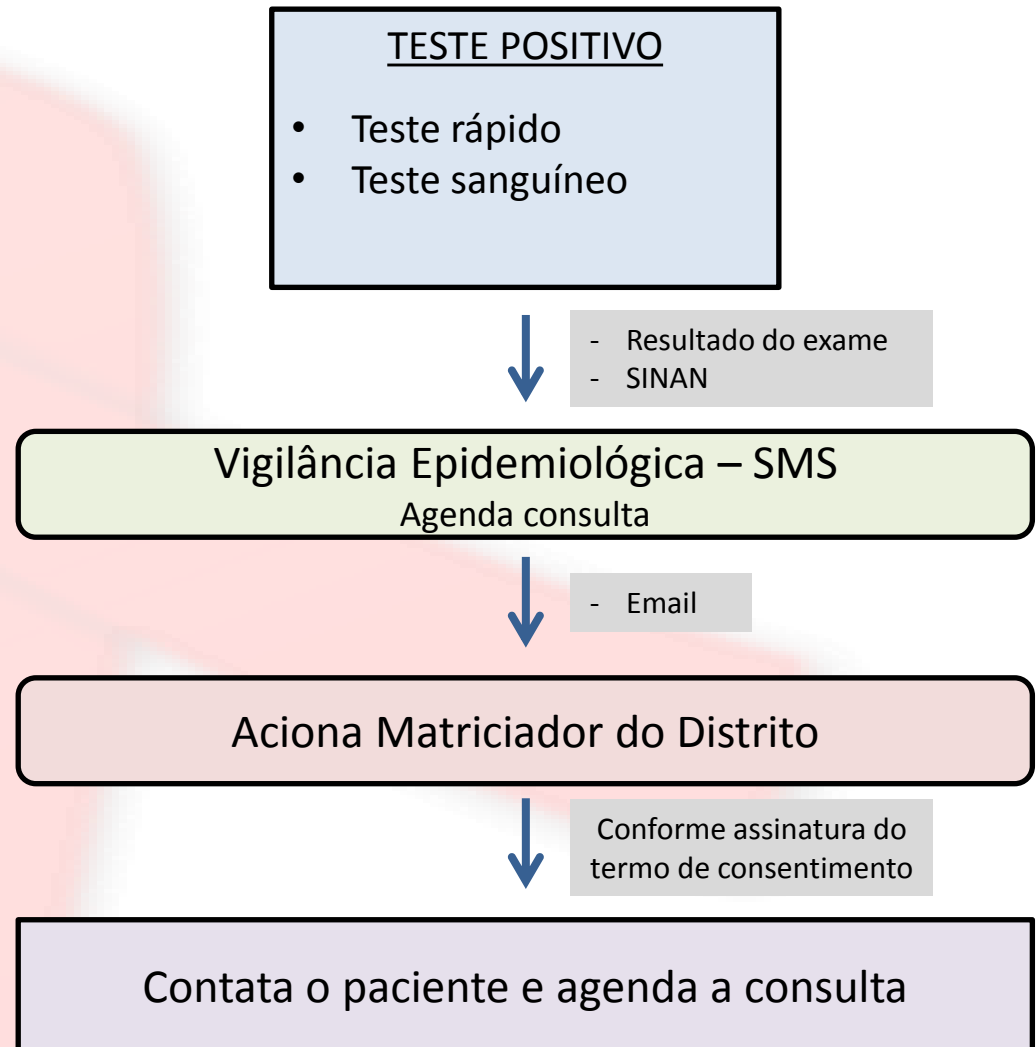 TESTE POSITIVO
• Teste rápido
• Teste sanguíneo
- Resultado do exame
- SINAN
Vigilância Epidemiológica – SMS
Agenda consulta
- Email
Aciona Matriciador do Distrito
Conforme assinatura do
termo de consentimento
Contata o paciente e agenda a consulta